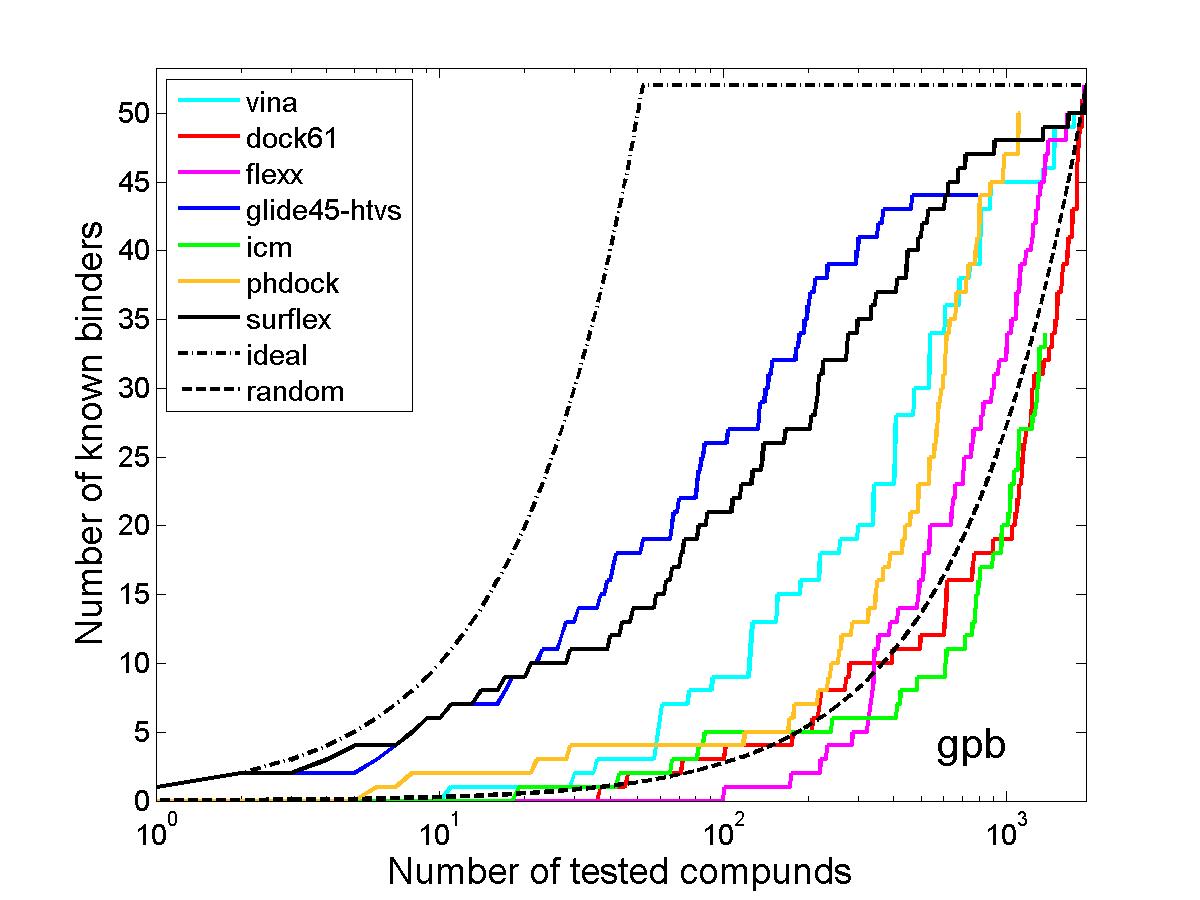 50
45
40
35
30
25
20
15
10
5
0
Number of known binders
vina
dock61
flexx
glide45-htvs
icm
phdock
surflex
ideal
random
gpb
10^0
10^1
10^2
10^3
Number of tested compunds